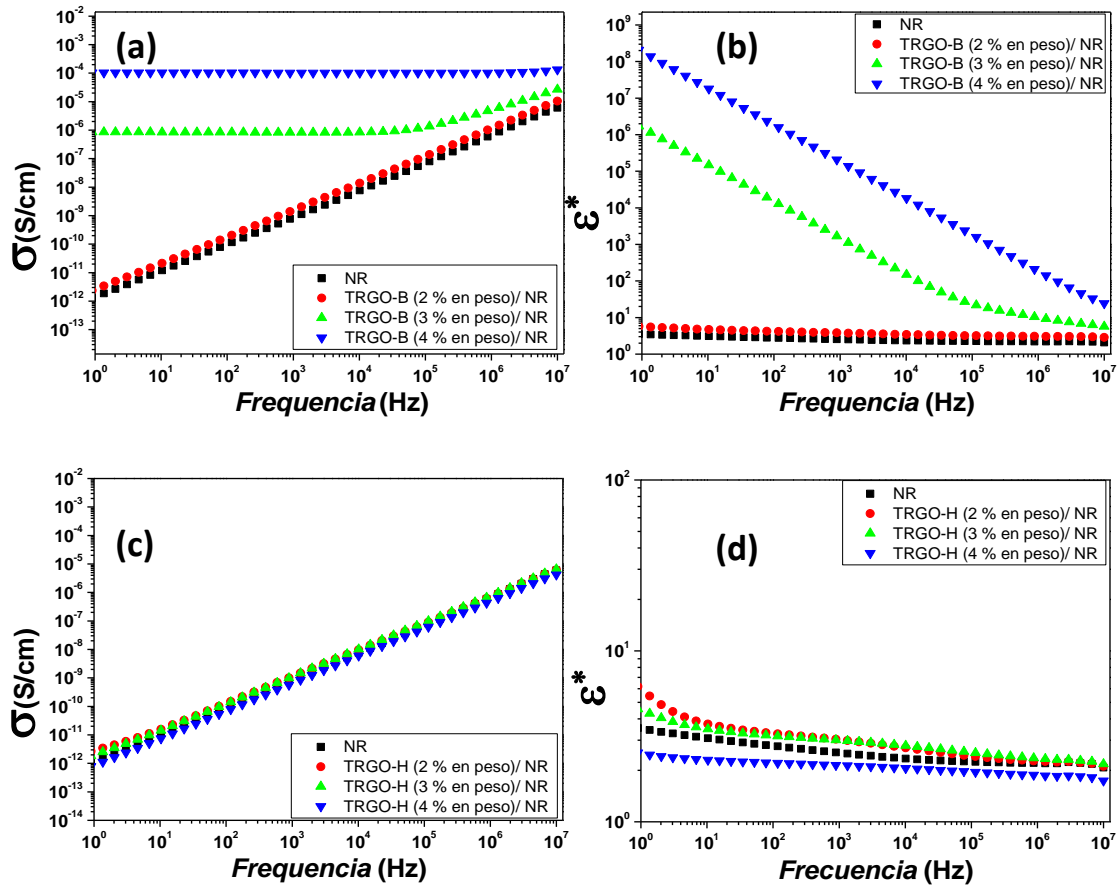 (a)
σ(S/cm)
10⁻²
10⁻³
10⁻⁴
10⁻⁵
10⁻⁶
10⁻⁷
10⁻⁸
10⁻⁹
10⁻¹⁰
10⁻¹¹
10⁻¹²
10⁻¹³
NR
TRGO-B (2 % en peso)/ NR
TRGO-B (3 % en peso)/ NR
TRGO-B (4 % en peso)/ NR
10⁰ 10¹ 10² 10³ 10⁴ 10⁵ 10⁶ 10⁷
Frequencia (Hz)
(b)
ε*
10⁹
10⁸
10⁷
10⁶
10⁵
10⁴
10³
10²
10¹
10⁰
NR
TRGO-B (2 % en peso)/ NR
TRGO-B (3 % en peso)/ NR
TRGO-B (4 % en peso)/ NR
10⁰ 10¹ 10² 10³ 10⁴ 10⁵ 10⁶ 10⁷
Frequencia (Hz)
(c)
σ(S/cm)
10⁻²
10⁻³
10⁻⁴
10⁻⁵
10⁻⁶
10⁻⁷
10⁻⁸
10⁻⁹
10⁻¹⁰
10⁻¹¹
10⁻¹²
10⁻¹³
10⁻¹⁴
NR
TRGO-H (2 % en peso)/ NR
TRGO-H (3 % en peso)/ NR
TRGO-H (4 % en peso)/ NR
10⁰ 10¹ 10² 10³ 10⁴ 10⁵ 10⁶ 10⁷
Frequencia (Hz)
(d)
ε*
10²
10¹
10⁰
NR
TRGO-H (2 % en peso)/ NR
TRGO-H (3 % en peso)/ NR
TRGO-H (4 % en peso)/ NR
10⁰ 10¹ 10² 10³ 10⁴ 10⁵ 10⁶ 10⁷
Frecuencia (Hz)